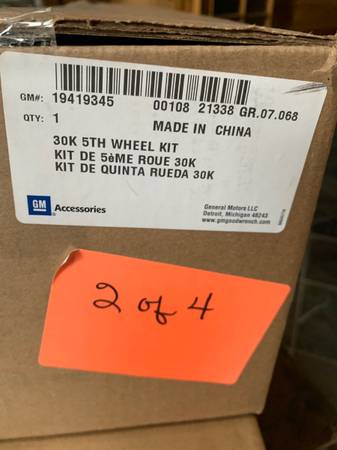 GM#: 19419345 00108 21338 GR.07.068
QTY: 1 MADE IN CHINA
30K 5TH WHEEL KIT
KIT DE 5èME ROUE 30K
KIT DE QUINTA RUEDA 30K
GM Accessories
General Motors LLC
Detroit, Michigan 48243
www.gmgoodwrench.com
2 of 4